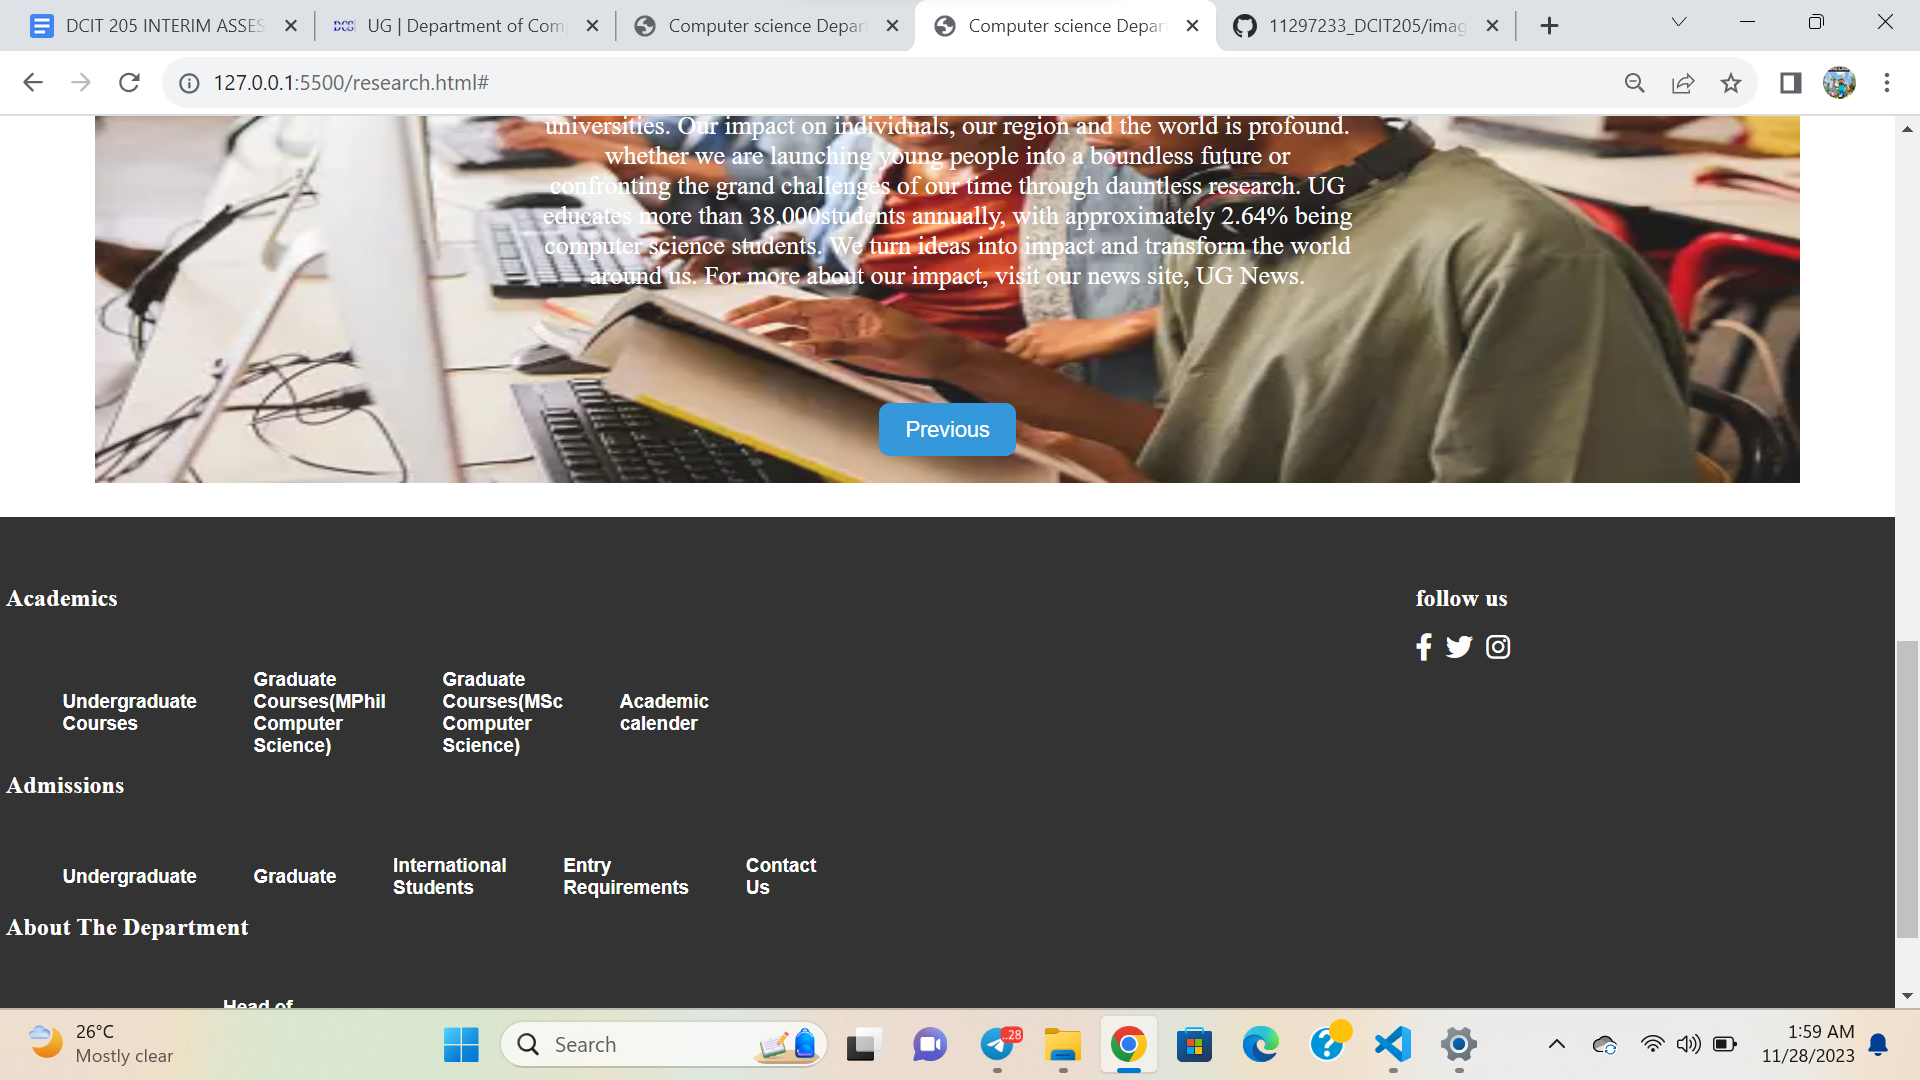 DCIT 205 INTERIM ASSES
DCS UG | Department of Com
Computer science Depar
Computer science Depar
11297233_DCIT205/imag
127.0.0.1:5500/research.html#
universities. Our impact on individuals, our region and the world is profound.
whether we are launching young people into a boundless future or
confronting the grand challenges of our time through dauntless research. UG
educates more than 38,000students annually, with approximately 2.64% being
computer science students. We turn ideas into impact and transform the world
around us. For more about our impact, visit our news site, UG News.
Previous
Academics
follow us
Undergraduate
Courses
Graduate
Courses(MPhil
Computer
Science)
Graduate
Courses(MSc
Computer
Science)
Academic
calender
Admissions
Undergraduate
Graduate
International
Students
Entry
Requirements
Contact
Us
About The Department
Head of
26°C
Mostly clear
Search
..28
1:59 AM
11/28/2023